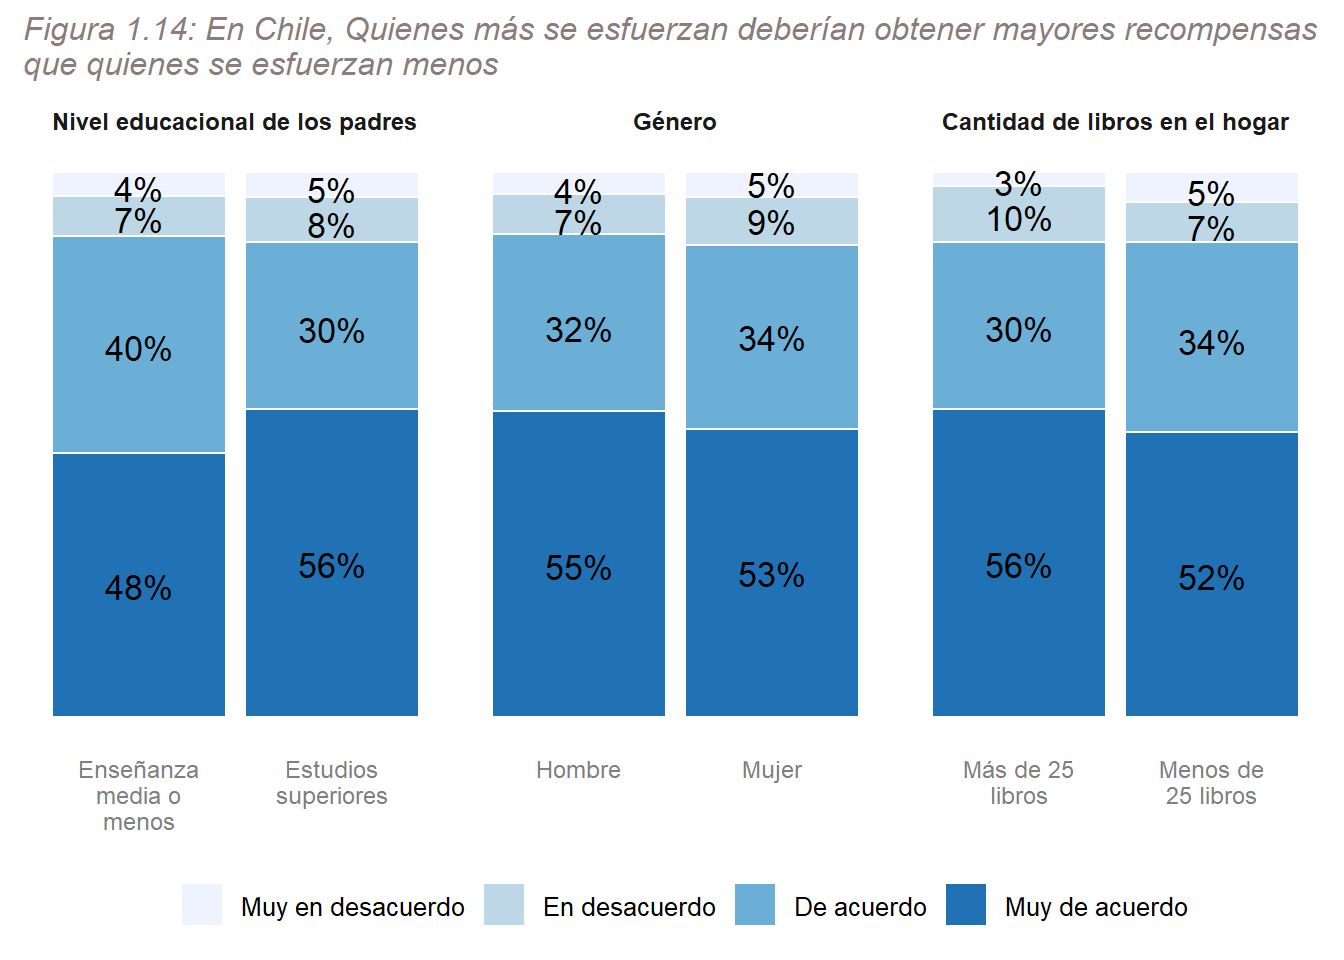 Figura 1.14: En Chile, Quienes más se esfuerzan deberían obtener mayores recompensas
que quienes se esfuerzan menos
Nivel educacional de los padres
4%
5%
7%
8%
40%
30%
48%
56%
Enseñanza
media o
menos
Estudios
superiores
Género
4%
5%
7%
9%
32%
34%
55%
53%
Hombre
Mujer
Cantidad de libros en el hogar
3%
5%
10%
7%
30%
34%
56%
52%
Más de 25
libros
Menos de
25 libros
Muy en desacuerdo
En desacuerdo
De acuerdo
Muy de acuerdo